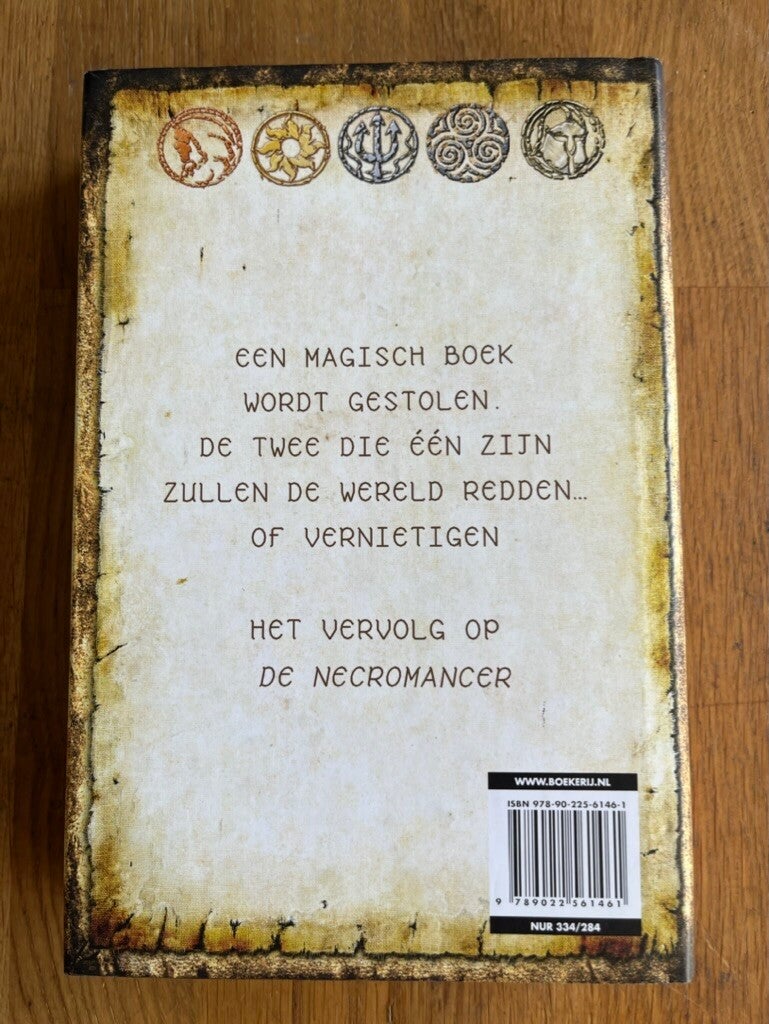 EEN MAGISCH BOEK
WORDT GESTOLEN.
DE TWEE DIE ÉÉN ZIJN
ZULLEN DE WERELD REDDEN...
OF VERNIETIGEN
HET VERVOLG OP
DE NECROMANCER
WWW.BOEKERIJ.NL
ISBN 978-90-225-6146-1
9 789022 561461
NUR 334/284